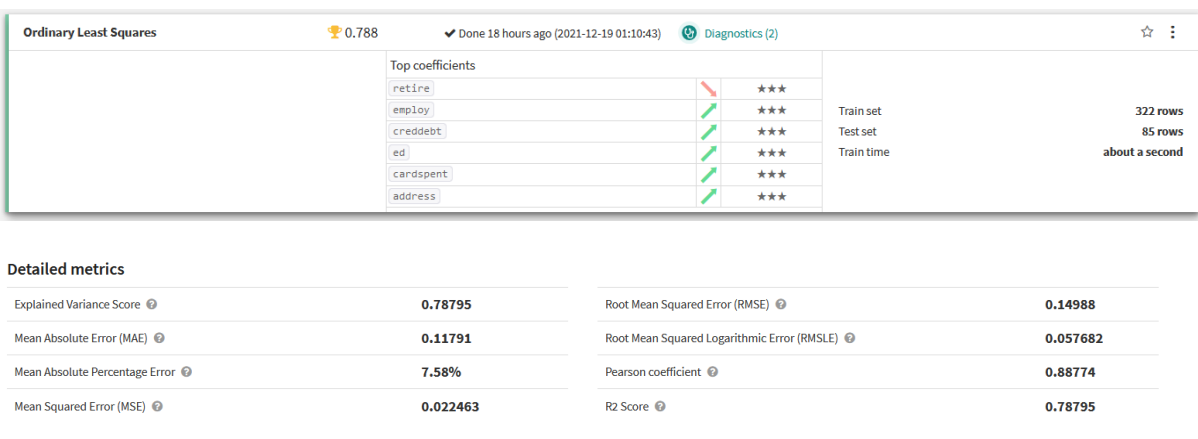 Ordinary Least Squares 0.788 Done 18 hours ago (2021-12-19 01:10:43) Diagnostics (2)
Top coefficients
retire ★★★
employ ★★★
creddebt ★★★
ed ★★★
cardspent ★★★
address ★★★
Train set 322 rows
Test set 85 rows
Train time about a second
Detailed metrics
Explained Variance Score 0.78795
Mean Absolute Error (MAE) 0.11791
Mean Absolute Percentage Error 7.58%
Mean Squared Error (MSE) 0.022463
Root Mean Squared Error (RMSE) 0.14988
Root Mean Squared Logarithmic Error (RMSLE) 0.057682
Pearson coefficient 0.88774
R2 Score 0.78795